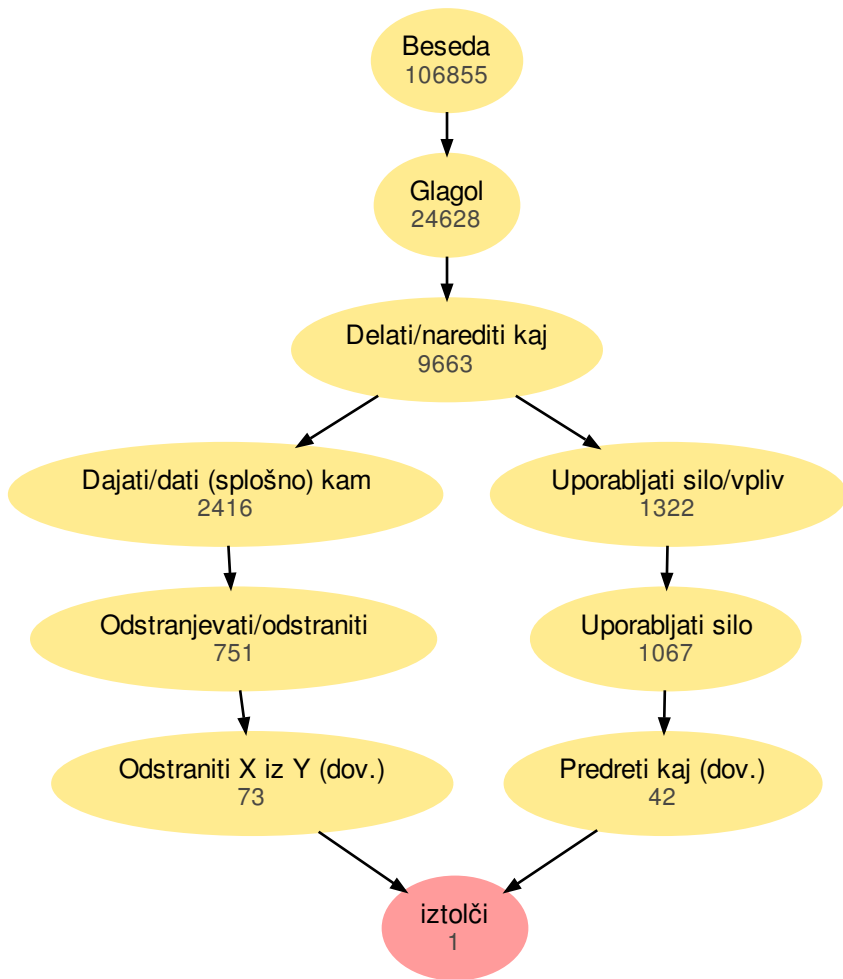 Beseda
106855
Glagol
24628
Delati/narediti kaj
9663
Dajati/dati (splošno) kam
2416
Uporabljati silo/vpliv
1322
Odstranjevati/odstraniti
751
Uporabljati silo
1067
Odstraniti X iz Y (dov.)
73
Predreti kaj (dov.)
42
iztolči
1